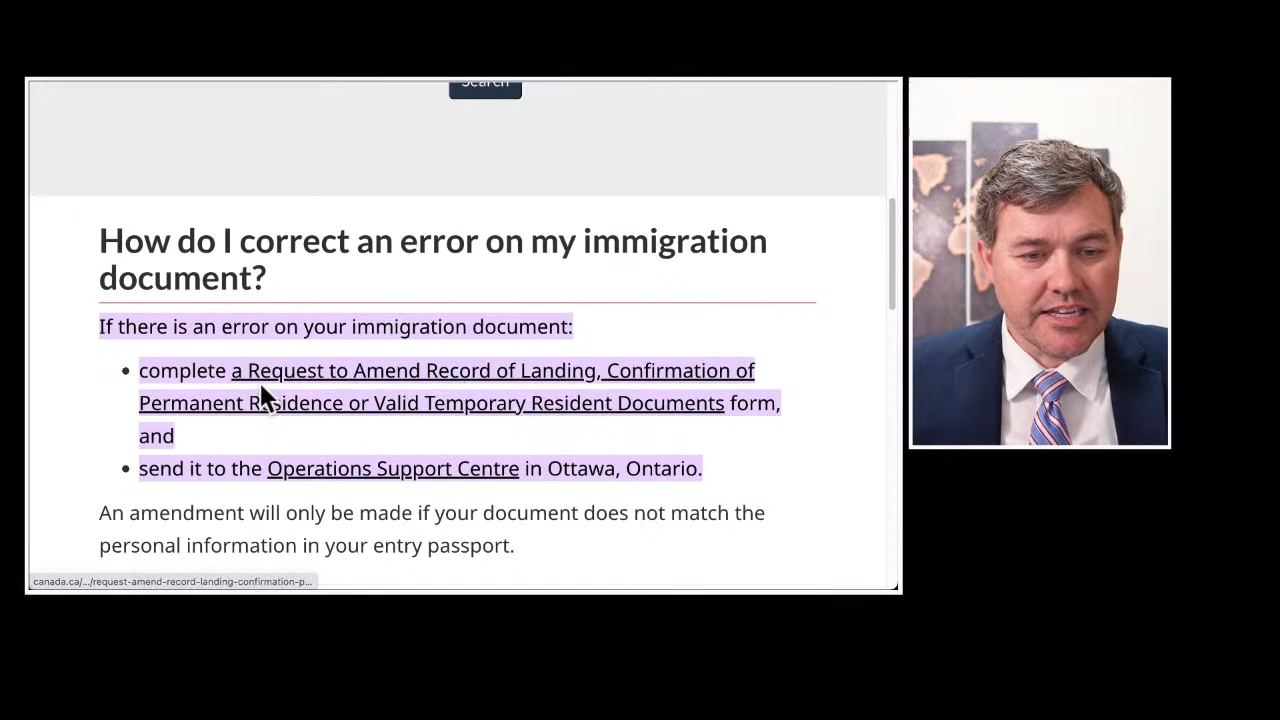 Search
How do I correct an error on my immigration
document?
If there is an error on your immigration document:
complete a Request to Amend Record of Landing, Confirmation of
Permanent Residence or Valid Temporary Resident Documents form,
and
send it to the Operations Support Centre in Ottawa, Ontario.
An amendment will only be made if your document does not match the
personal information in your entry passport.
canada.ca/.../request-amend-record-landing-confirmation-p...